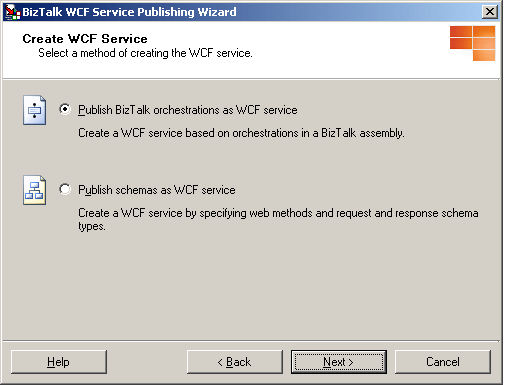 BizTalk WCF Service Publishing Wizard
Create WCF Service
Select a method of creating the WCF service.
Publish BizTalk orchestrations as WCF service
Create a WCF service based on orchestrations in a BizTalk assembly.
Publish schemas as WCF service
Create a WCF service by specifying web methods and request and response schema
types.
Help
< Back
Next >
Cancel